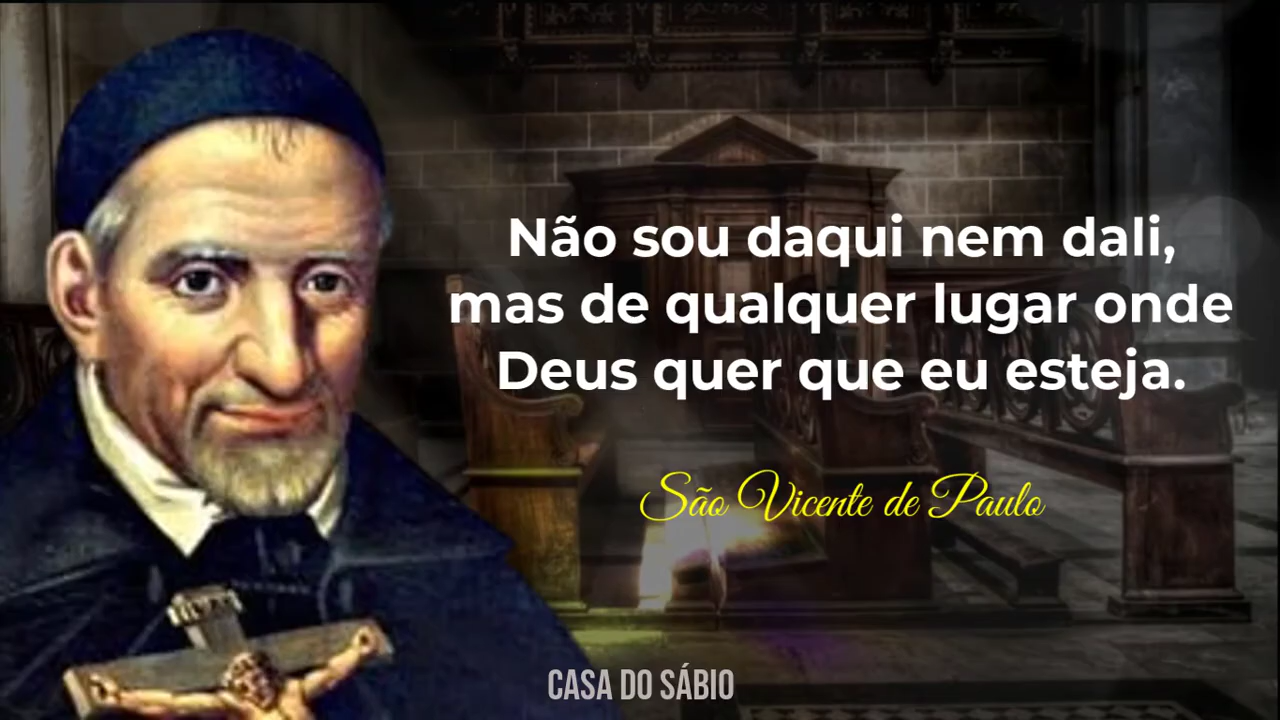 Não sou daqui nem dali,
mas de qualquer lugar onde
Deus quer que eu esteja.
São Vicente de Paulo
CASA DO SÁBIO